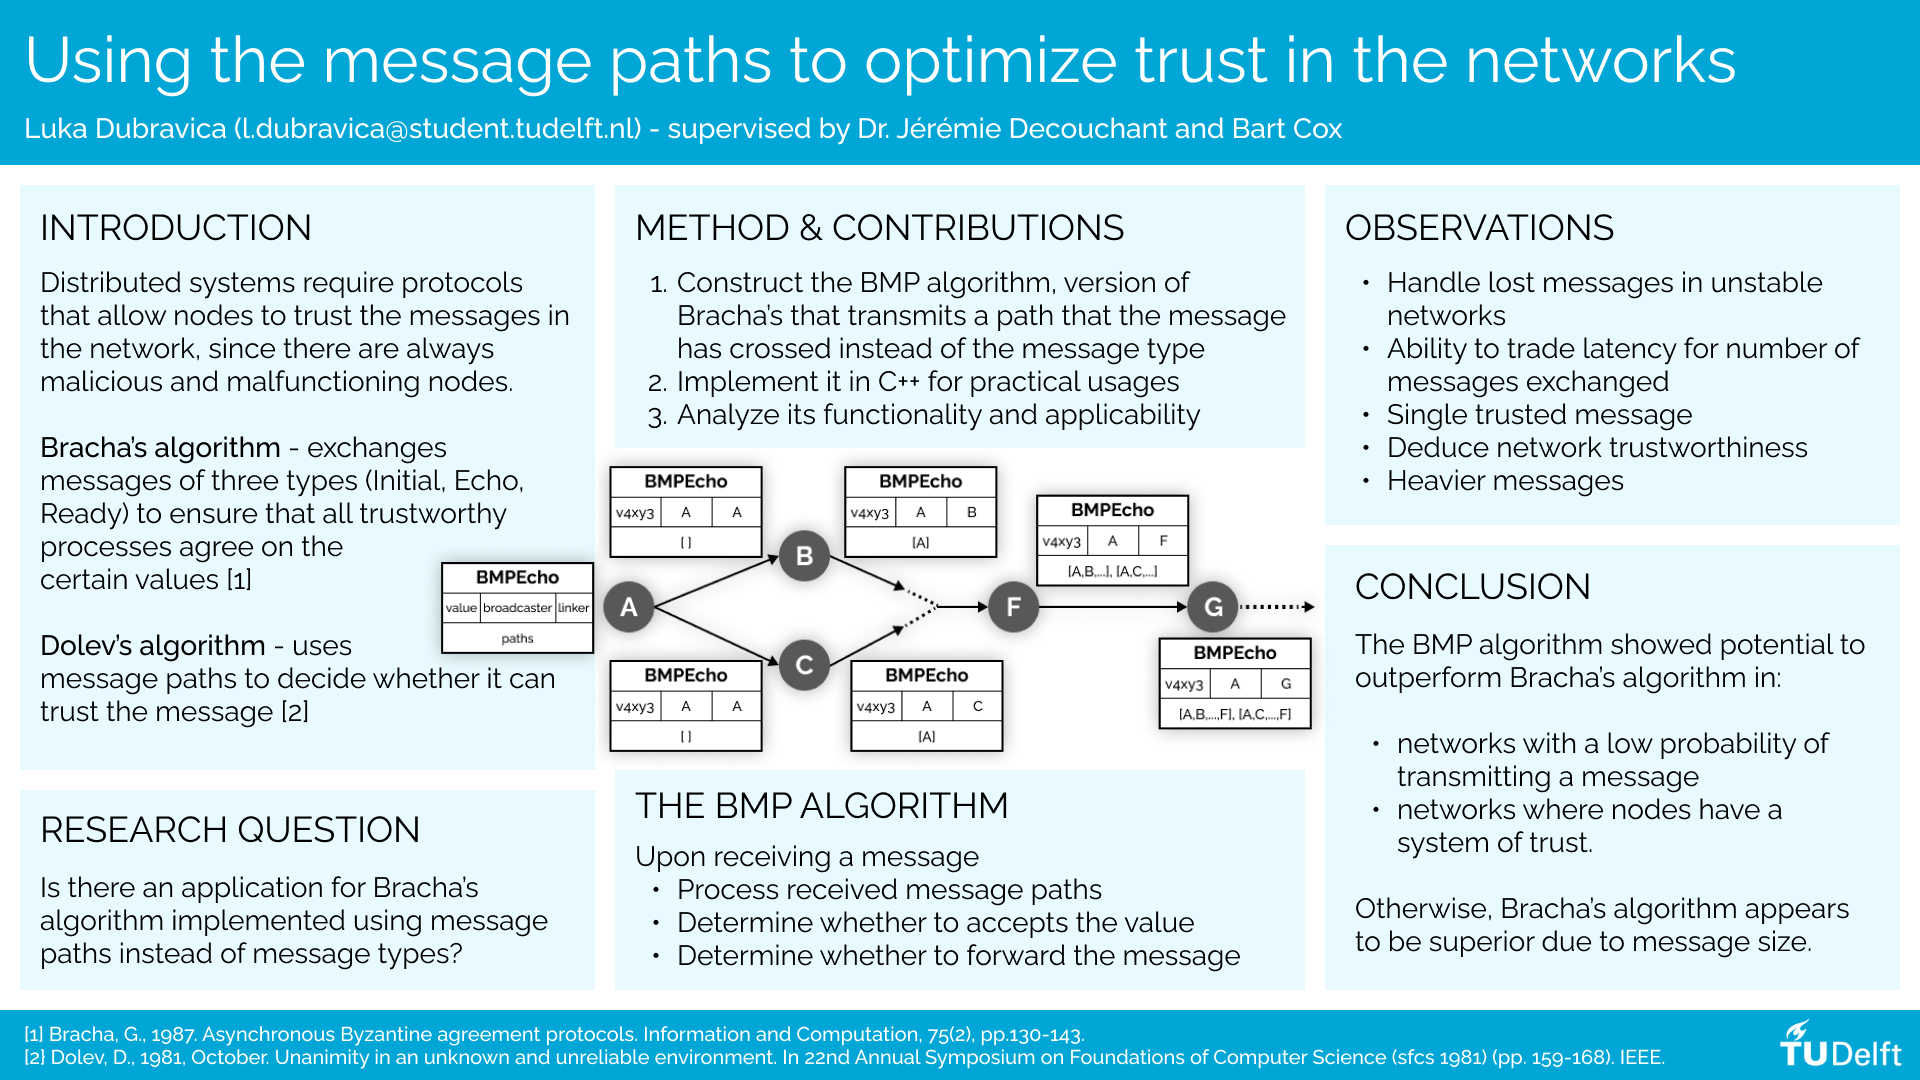 Using the message paths to optimize trust in the networks
Luka Dubravica (l.dubravica@student.tudelft.nl) - supervised by Dr. Jérémie Decouchant and Bart Cox
INTRODUCTION
Distributed systems require protocols
that allow nodes to trust the messages in
the network, since there are always
malicious and malfunctioning nodes.
Bracha's algorithm - exchanges
messages of three types (Initial, Echo,
Ready) to ensure that all trustworthy
processes agree on the
certain values [1]
Dolev's algorithm - uses
message paths to decide whether it can
trust the message [2]
RESEARCH QUESTION
Is there an application for Bracha's
algorithm implemented using message
paths instead of message types?
METHOD & CONTRIBUTIONS
1. Construct the BMP algorithm, version of
Bracha's that transmits a path that the message
has crossed instead of the message type
2. Implement it in C++ for practical usages
3. Analyze its functionality and applicability
BMPEcho
value broadcaster linker
paths
A
BMPEcho
v4xy3 A A
[ ]
BMPEcho
v4xy3 A A
[ ]
B
C
BMPEcho
v4xy3 A B
[A]
BMPEcho
v4xy3 A C
[A]
F
BMPEcho
v4xy3 A F
[A,B,...], [A,C,...]
G
BMPEcho
v4xy3 A G
[A,B,...,F], [A,C,...,F]
THE BMP ALGORITHM
Upon receiving a message
• Process received message paths
• Determine whether to accepts the value
• Determine whether to forward the message
OBSERVATIONS
• Handle lost messages in unstable
networks
• Ability to trade latency for number of
messages exchanged
• Single trusted message
• Deduce network trustworthiness
• Heavier messages
CONCLUSION
The BMP algorithm showed potential to
outperform Bracha's algorithm in:
• networks with a low probability of
transmitting a message
• networks where nodes have a
system of trust.
Otherwise, Bracha's algorithm appears
to be superior due to message size.
[1] Bracha, G., 1987. Asynchronous Byzantine agreement protocols. Information and Computation, 75(2), pp.130-143.
[2} Dolev, D., 1981, October. Unanimity in an unknown and unreliable environment. In 22nd Annual Symposium on Foundations of Computer Science (sfcs 1981) (pp. 159-168). IEEE.
TU Delft